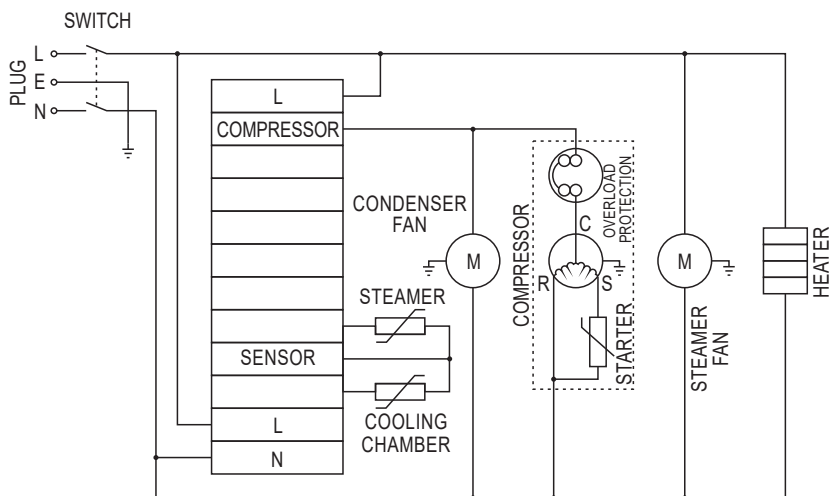 SWITCH
PLUG
L
E
N
L
COMPRESSOR
CONDENSER
FAN
M
STEAMER
SENSOR
COOLING
CHAMBER
L
N
COMPRESSOR
OVERLOAD
PROTECTION
C
R
S
STARTER
M
STEAMER
FAN
HEATER